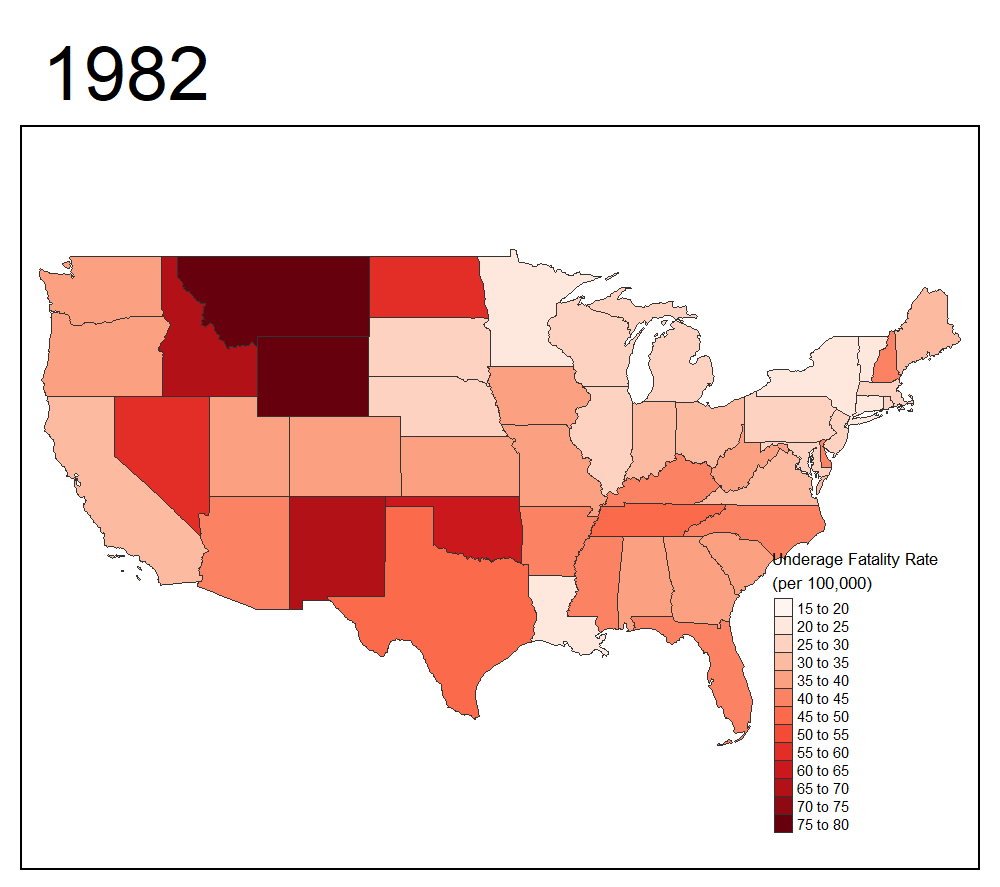 1982
Underage Fatality Rate
(per 100,000)
15 to 20
20 to 25
25 to 30
30 to 35
35 to 40
40 to 45
45 to 50
50 to 55
55 to 60
60 to 65
65 to 70
70 to 75
75 to 80